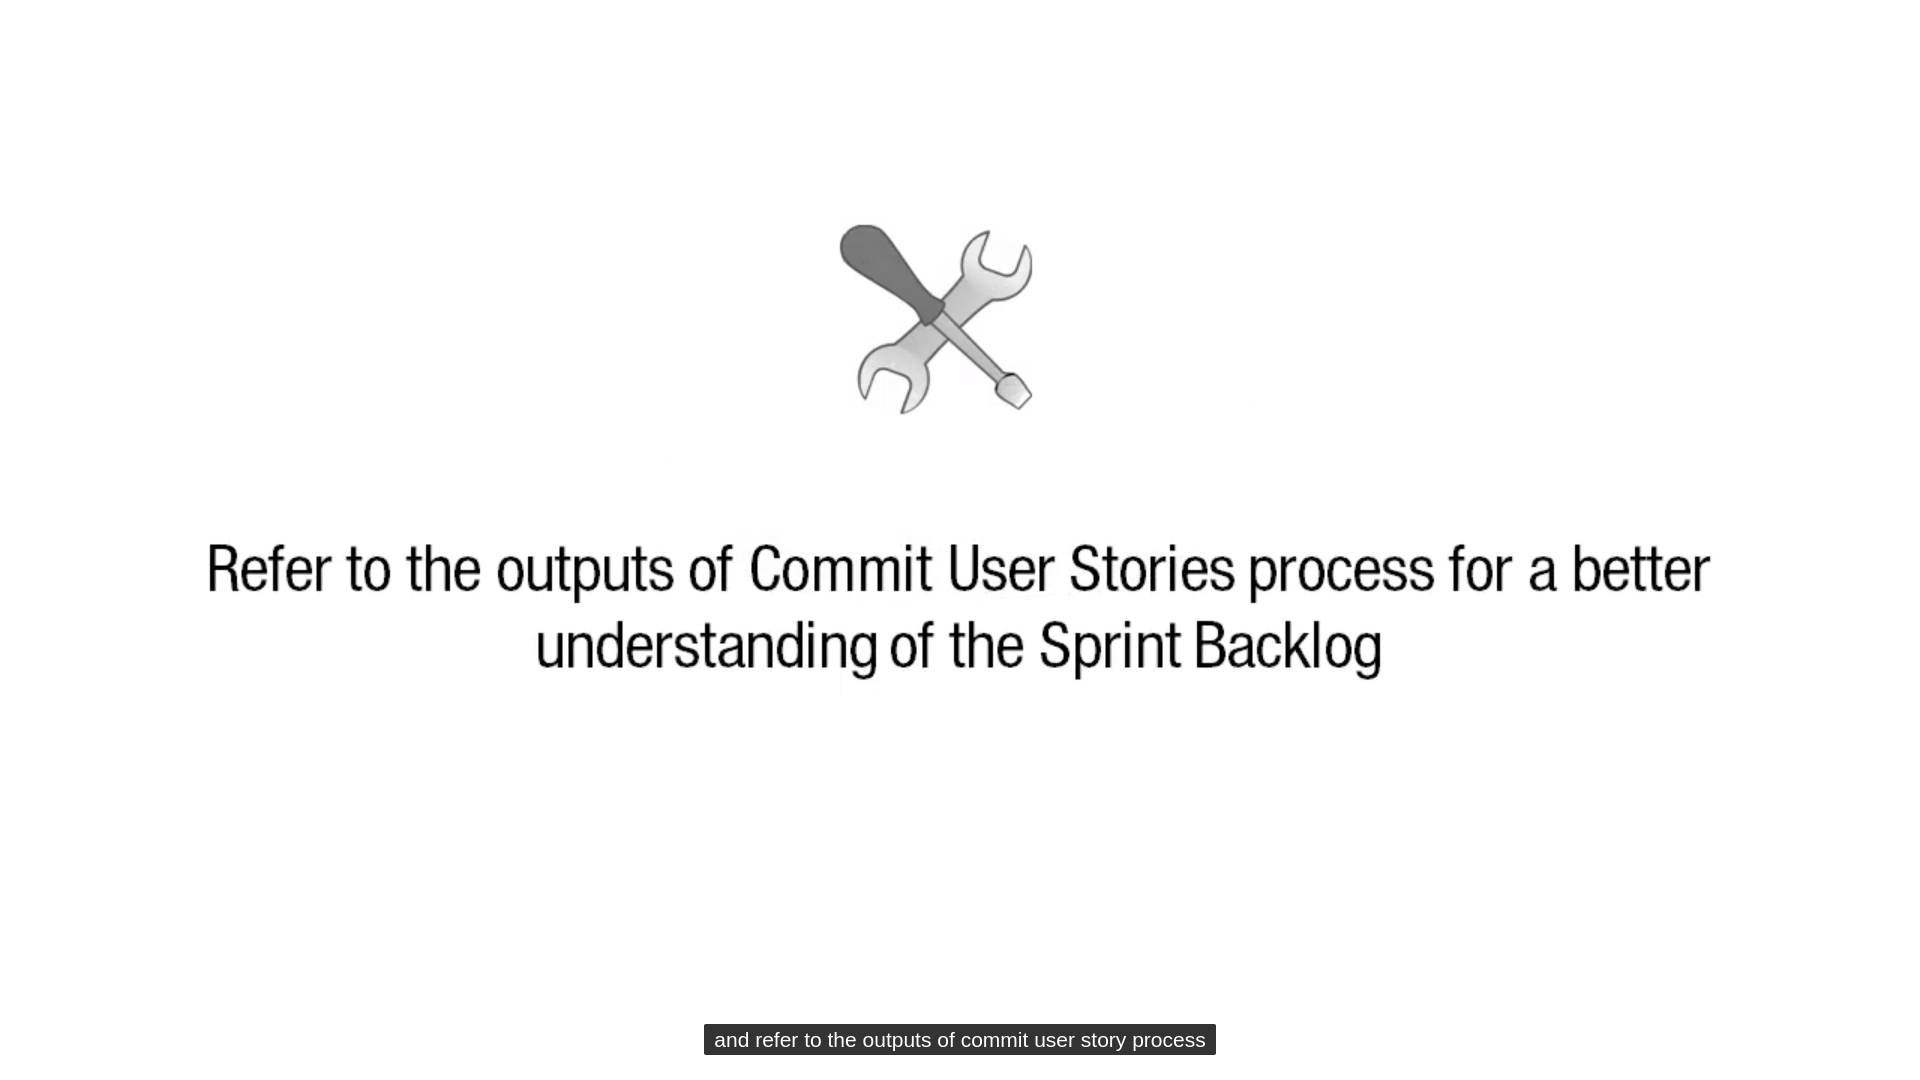 Refer to the outputs of Commit User Stories process for a better
understanding of the Sprint Backlog
and refer to the outputs of commit user story process